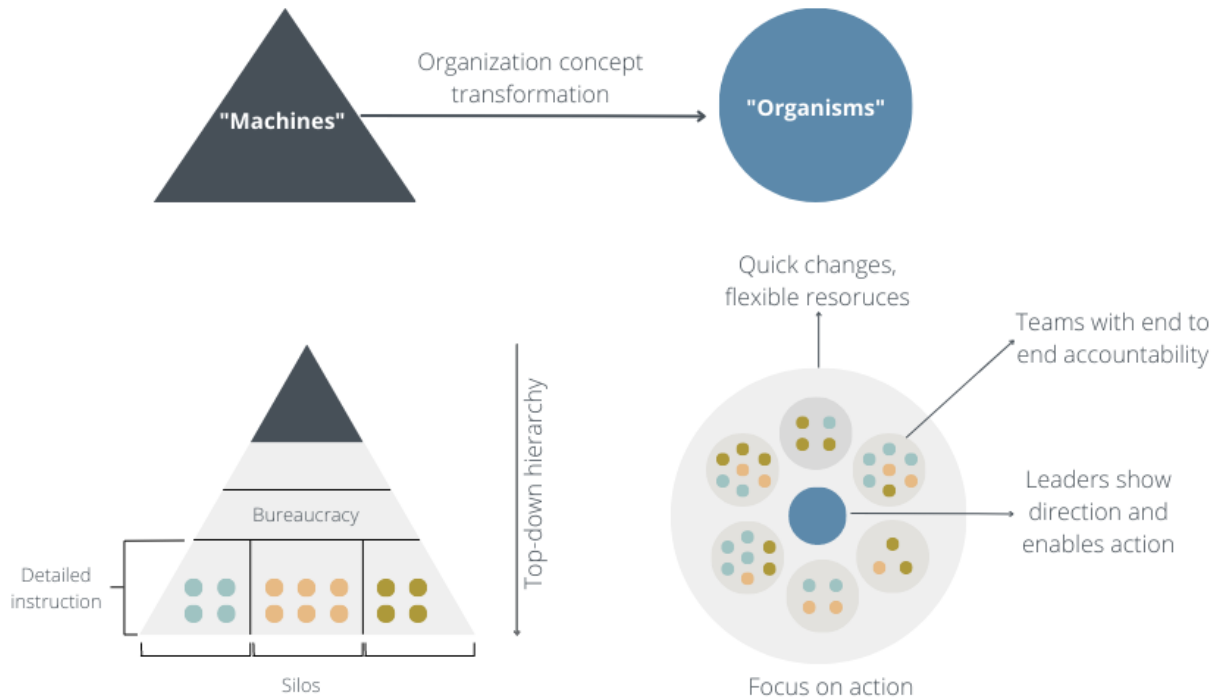 "Machines"
Organization concept
transformation
"Organisms"
Quick changes,
flexible resoruces
Teams with end to
end accountability
Top-down hierarchy
Bureaucracy
Leaders show
direction and
enables action
Detailed
instruction
Silos
Focus on action